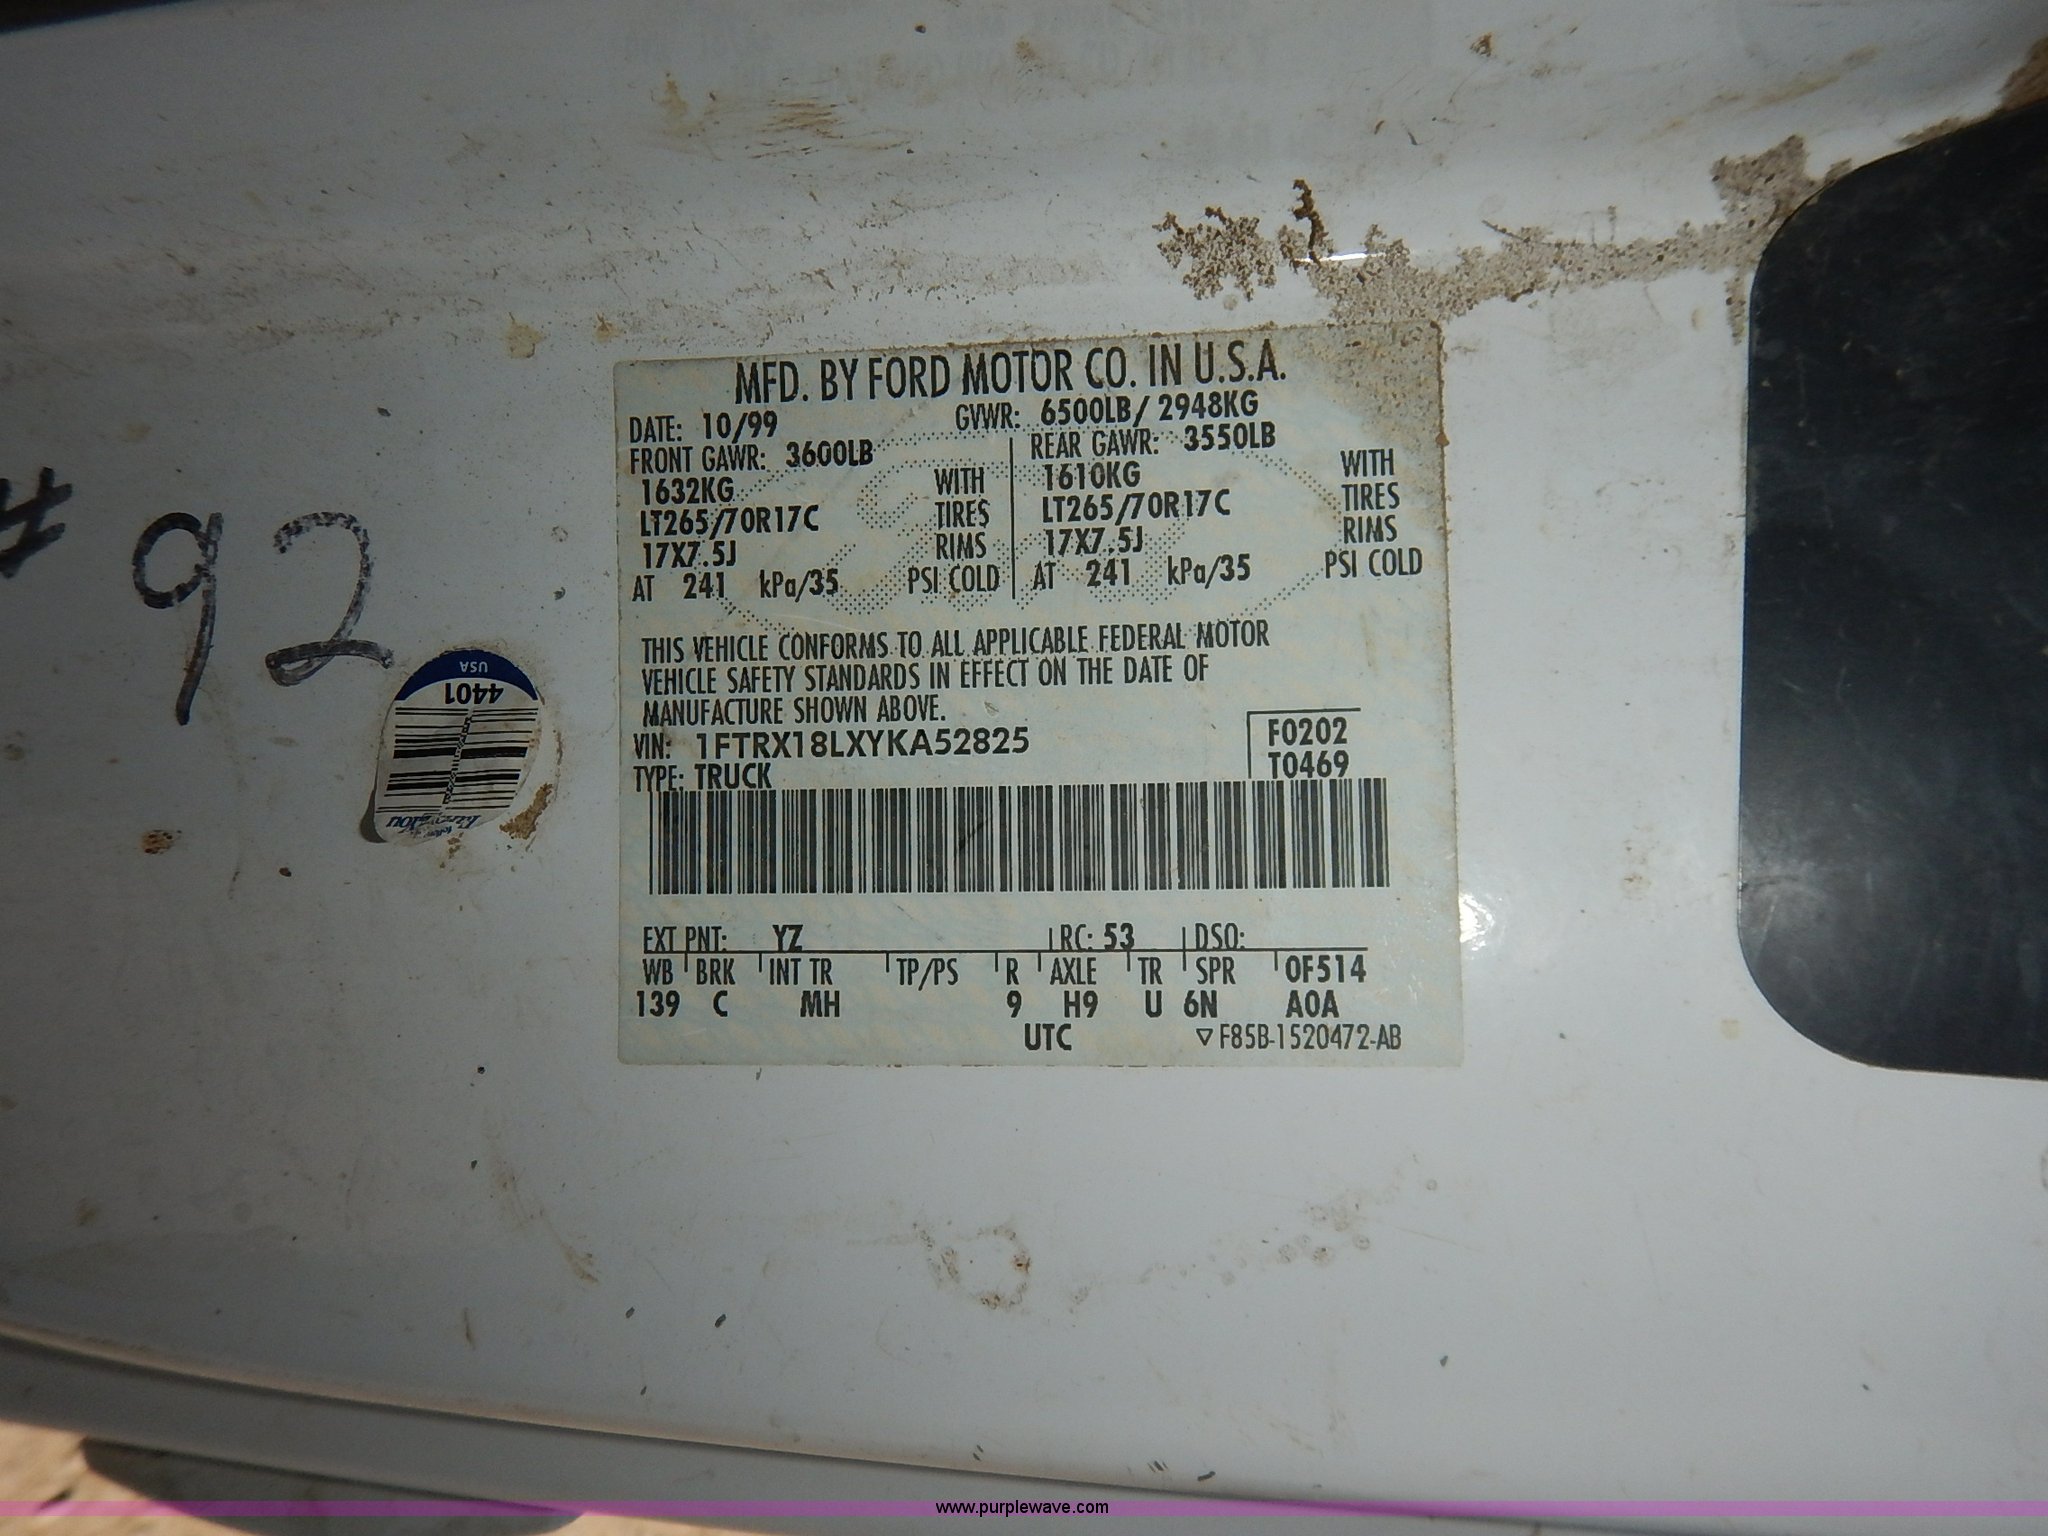 MFD. BY FORD MOTOR CO. IN U.S.A.
DATE: 10/99 GVWR: 6500LB/ 2948KG
FRONT GAWR: 3600LB REAR GAWR: 3550LB
1632KG WITH 1610KG WITH
LT265/70R17C TIRES LT265/70R17C TIRES
17X7.5J RIMS 17X7.5J RIMS
AT 241 kPa/35 PSI COLD AT 241 kPa/35 PSI COLD
THIS VEHICLE CONFORMS TO ALL APPLICABLE FEDERAL MOTOR
VEHICLE SAFETY STANDARDS IN EFFECT ON THE DATE OF
MANUFACTURE SHOWN ABOVE.
VIN: 1FTRX18LXYKA52825 F0202
TYPE: TRUCK T0469
EXT PNT: YZ RC: 53 DSO:
WB BRK INT TR TP/PS R AXLE TR SPR 0F514
139 C MH 9 H9 U 6N A0A
UTC ▽F85B-1520472-AB
# 92
USA
4401
www.purplewave.com